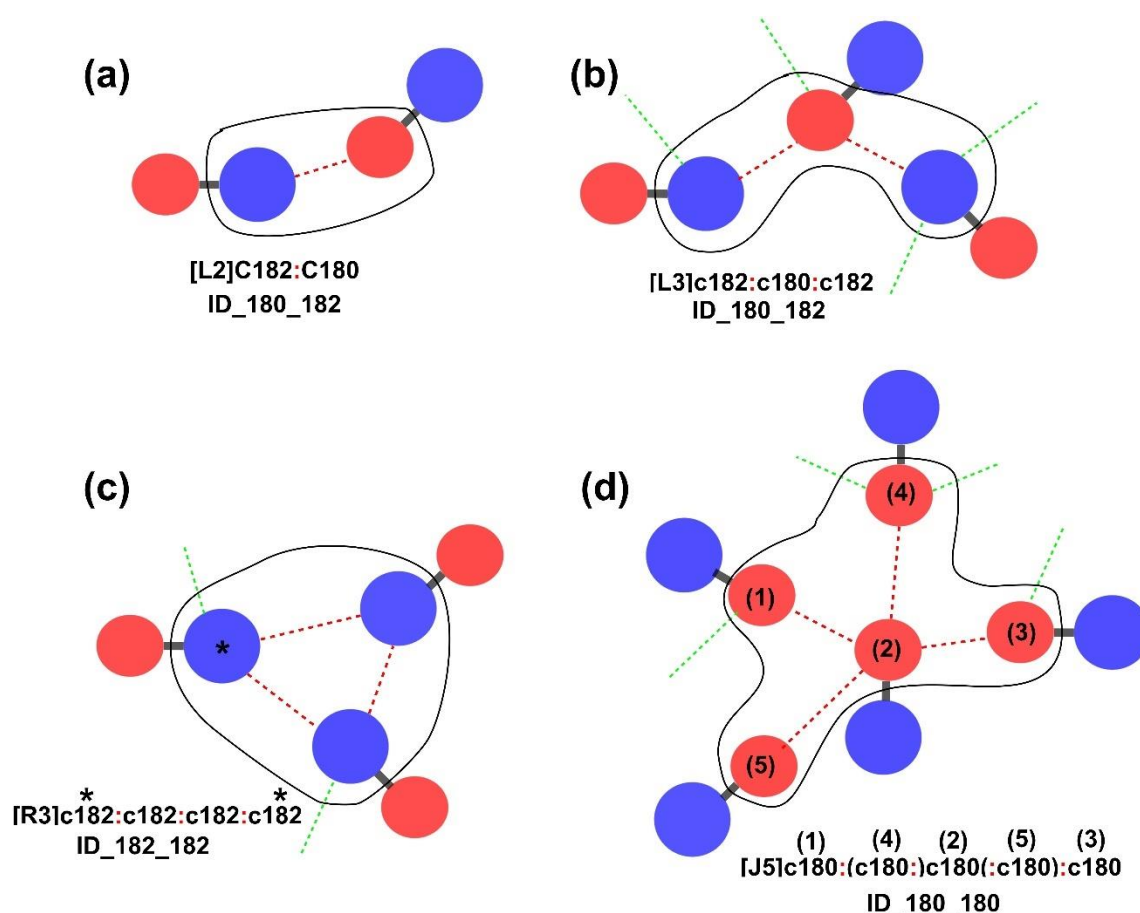 (a)
[L2]C182:C180
ID_180_182
(b)
[L3]c182:c180:c182
ID_180_182
(c)
*
* *
[R3]c182:c182:c182:c182
ID_182_182
(d)
(4)
(1)
(2) (3)
(5)
(1) (4) (2) (5) (3)
[J5]c180:(c180:)c180(:c180):c180
ID_180_180